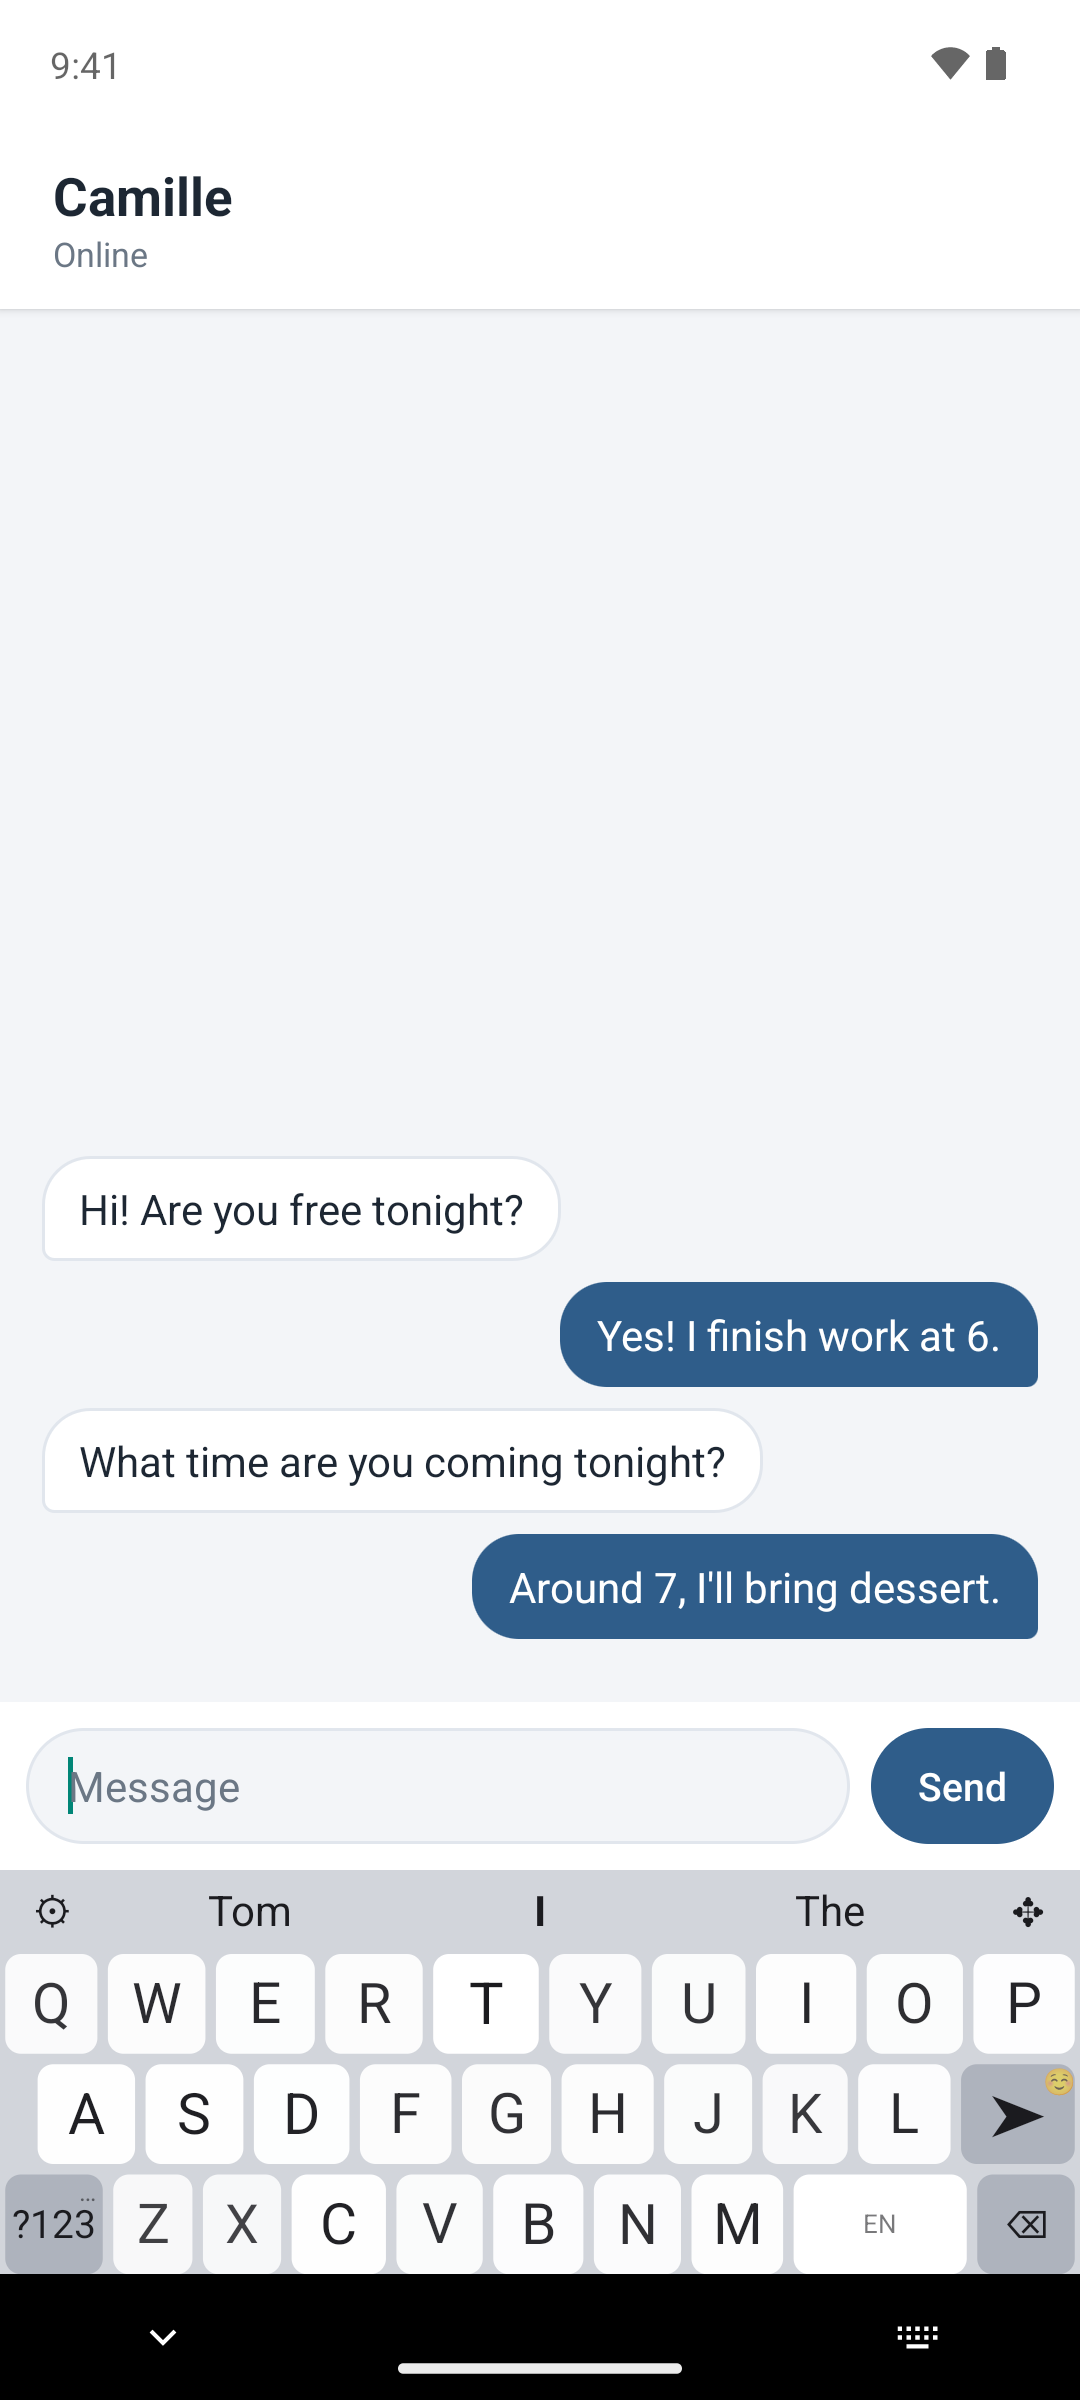 9:41
Camille
Online
Hi! Are you free tonight?
Yes! I finish work at 6.
What time are you coming tonight?
Around 7, I'll bring dessert.
Message
Send
Tom I The
Q W E R T Y U I O P
A S D F G H J K L
?123 ... Z X C V B N M EN